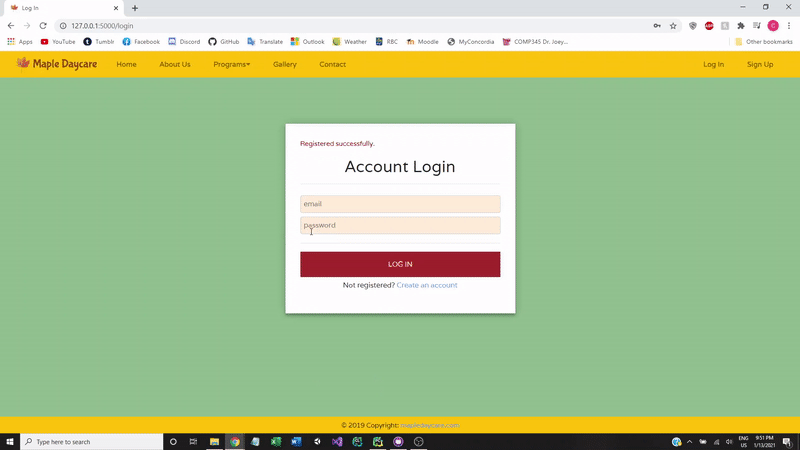 Log In
127.0.0.1:5000/login
Apps YouTube Tumblr Facebook Discord GitHub Translate Outlook Weather RBC Moodle MyConcordia COMP345 Dr. Joey... Other bookmarks
Maple Daycare Home About Us Programs Gallery Contact Log In Sign Up
Registered successfully.
Account Login
email
password
LOG IN
Not registered? Create an account
© 2019 Copyright: mapledaycare.com
Type here to search
ENG 9:51 PM
US 1/13/2021